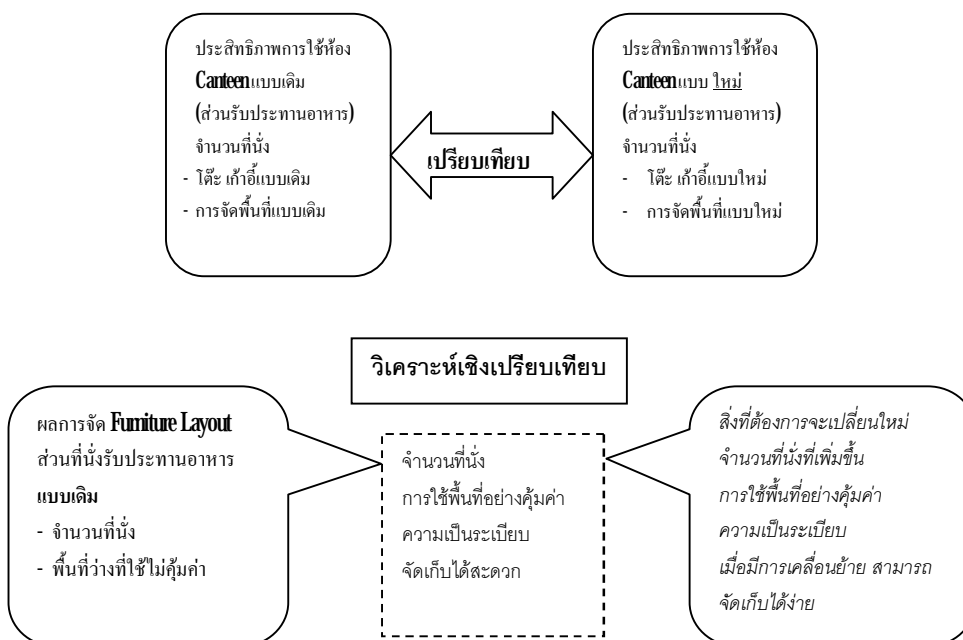 ประสิทธิภาพการใช้ห้อง
Canteenแบบเดิม
(ส่วนรับประทานอาหาร)
จำนวนที่นั่ง
- โต๊ะ เก้าอี้แบบเดิม
- การจัดพื้นที่แบบเดิม
เปรียบเทียบ
ประสิทธิภาพการใช้ห้อง
Canteenแบบ ใหม่
(ส่วนรับประทานอาหาร)
จำนวนที่นั่ง
- โต๊ะ เก้าอี้แบบใหม่
- การจัดพื้นที่แบบใหม่
วิเคราะห์เชิงเปรียบเทียบ
ผลการจัด Furniture Layout
ส่วนที่นั่งรับประทานอาหาร
แบบเดิม
- จำนวนที่นั่ง
- พื้นที่ว่างที่ใช้ไม่คุ้มค่า
จำนวนที่นั่ง
การใช้พื้นที่อย่างคุ้มค่า
ความเป็นระเบียบ
จัดเก็บได้สะดวก
สิ่งที่ต้องการจะเปลี่ยนใหม่
จำนวนที่นั่งที่เพิ่มขึ้น
การใช้พื้นที่อย่างคุ้มค่า
ความเป็นระเบียบ
เมื่อมีการเคลื่อนย้าย สามารถ
จัดเก็บได้ง่าย